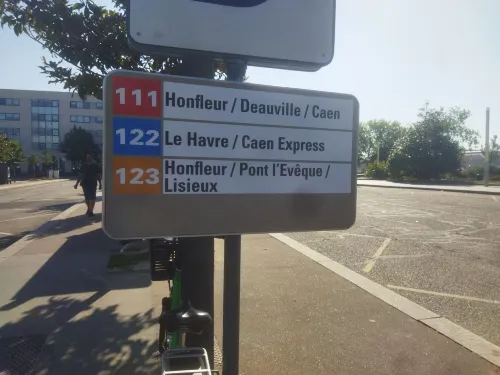 111 Honfleur / Deauville / Caen
122 Le Havre / Caen Express
123 Honfleur / Pont l'Evêque /
Lisieux